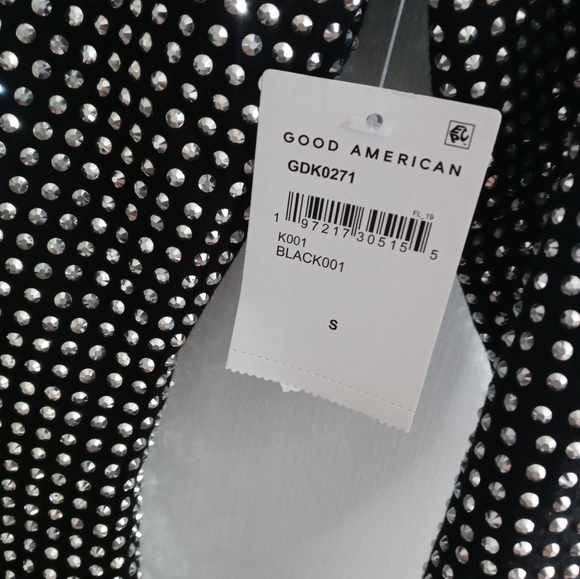 GOOD AMERICAN
GDK0271
FL_19
1 97217 30515 5
K001
BLACK001
S